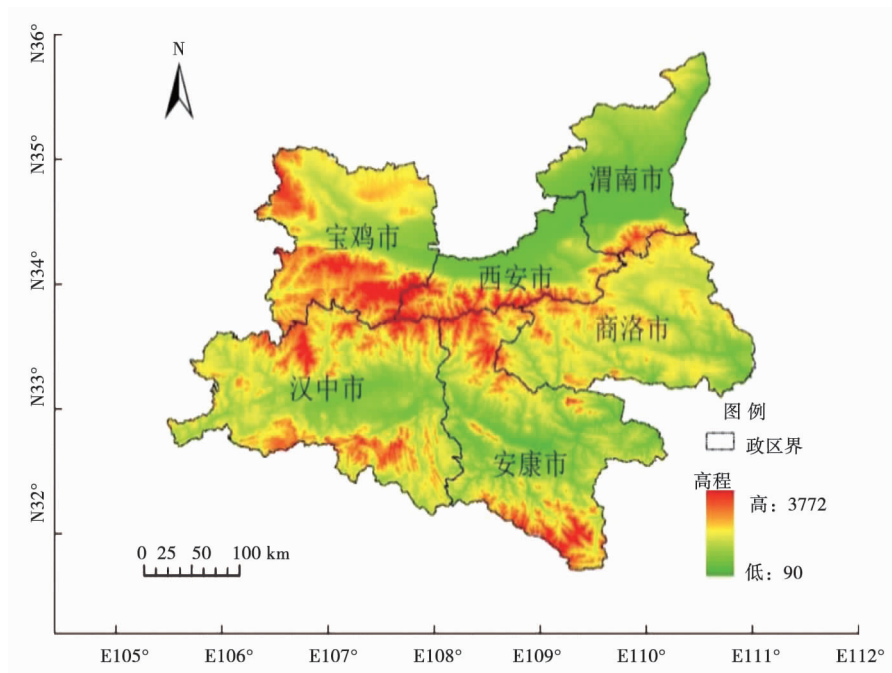 N36°
N35°
N34°
N33°
N32°
N
渭南市
宝鸡市
西安市
商洛市
汉中市
安康市
图 例
政区界
高程
高：3772
低：90
0 25 50 100 km
E105° E106° E107° E108° E109° E110° E111° E112°